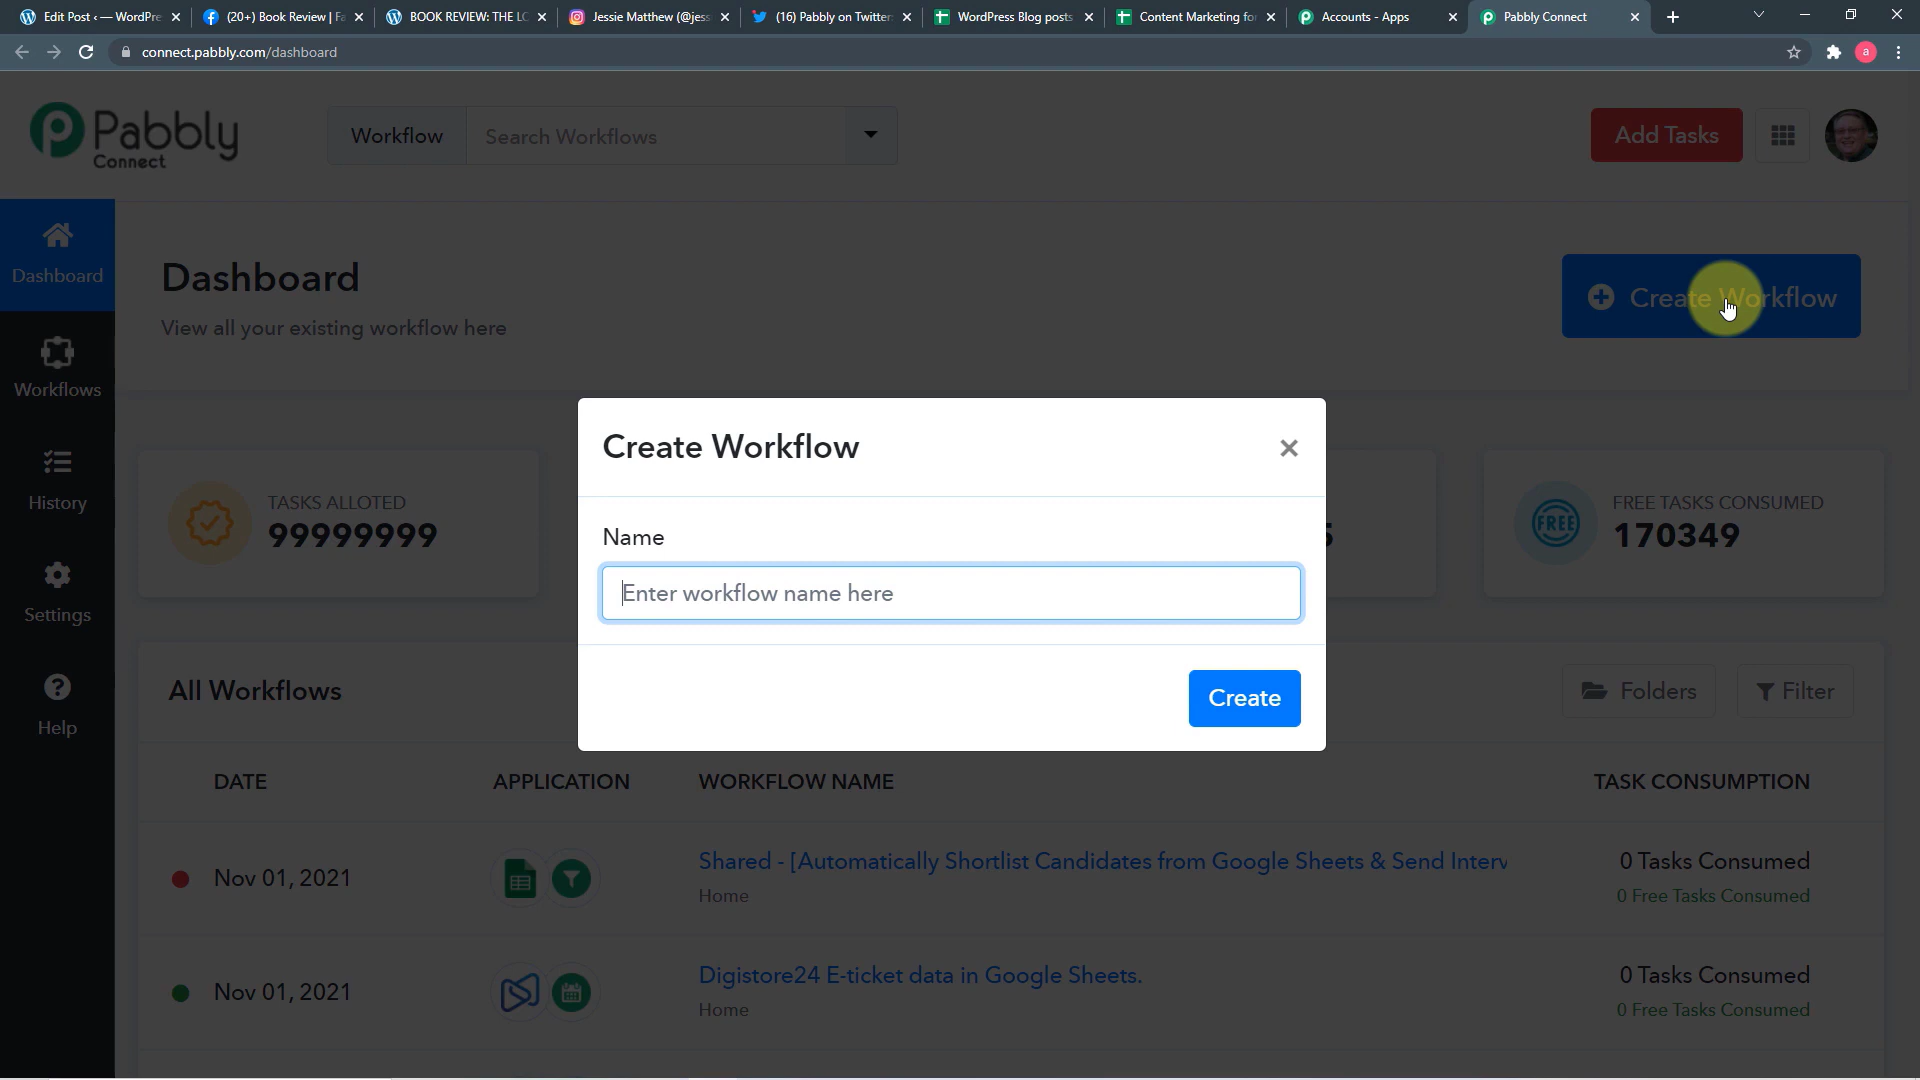 Edit Post ‹ — WordPre
(20+) Book Review | Fa
BOOK REVIEW: THE LO
Jessie Matthew (@jess
(16) Pabbly on Twitter
WordPress Blog posts
Content Marketing for
Accounts - Apps
Pabbly Connect
connect.pabbly.com/dashboard
a
Pabbly
Connect
Workflow
Search Workflows
Add Tasks
Dashboard
Workflows
History
Settings
Help
Dashboard
View all your existing workflow here
Create Workflow
TASKS ALLOTED
99999999
5
FREE
FREE TASKS CONSUMED
170349
Create Workflow
×
Name
Enter workflow name here
Create
All Workflows
Folders
Filter
DATE
APPLICATION
WORKFLOW NAME
TASK CONSUMPTION
Nov 01, 2021
Shared - [Automatically Shortlist Candidates from Google Sheets & Send Interv
Home
0 Tasks Consumed
0 Free Tasks Consumed
Nov 01, 2021
Digistore24 E-ticket data in Google Sheets.
Home
0 Tasks Consumed
0 Free Tasks Consumed